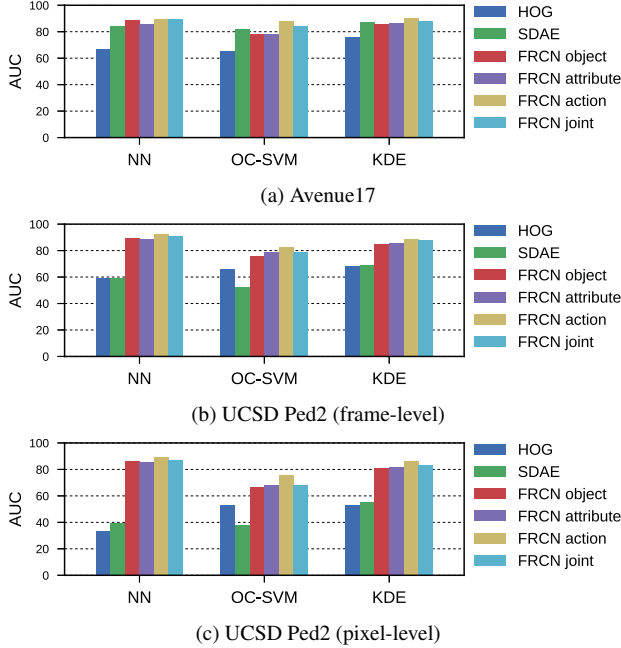 100
80
60
40
20
0
AUC
NN
OC-SVM
KDE
HOG
SDAE
FRCN object
FRCN attribute
FRCN action
FRCN joint
(a) Avenue17
100
80
60
40
20
0
AUC
NN
OC-SVM
KDE
HOG
SDAE
FRCN object
FRCN attribute
FRCN action
FRCN joint
(b) UCSD Ped2 (frame-level)
100
80
60
40
20
0
AUC
NN
OC-SVM
KDE
HOG
SDAE
FRCN object
FRCN attribute
FRCN action
FRCN joint
(c) UCSD Ped2 (pixel-level)